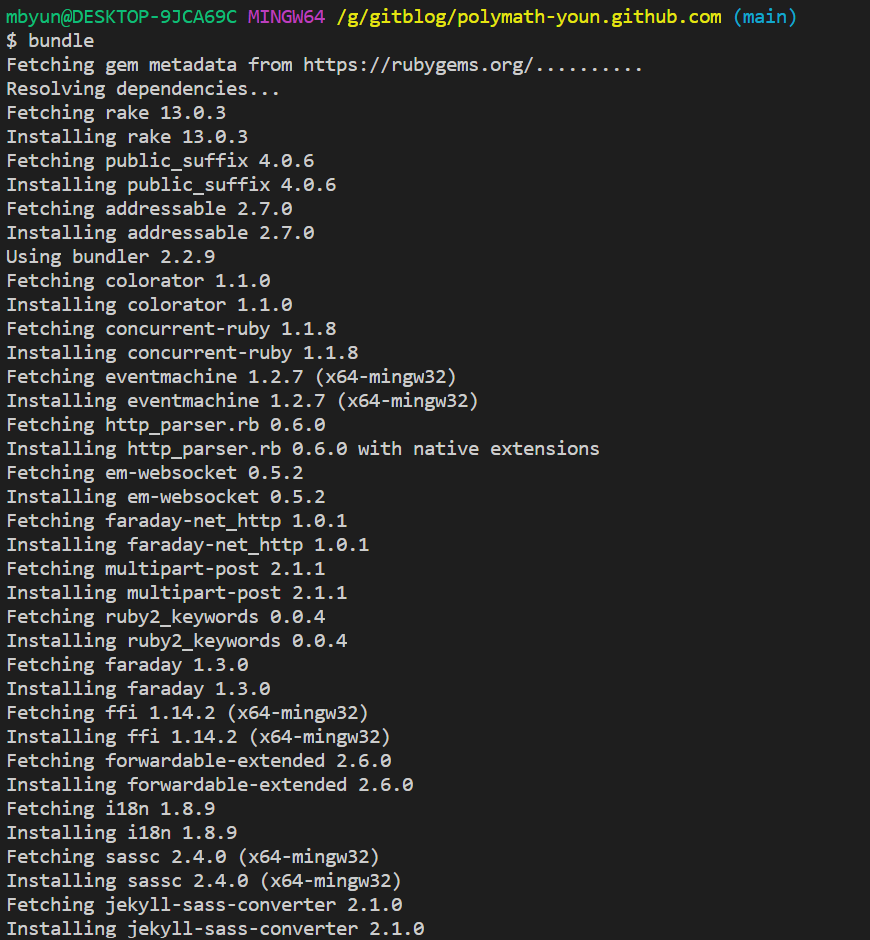 mbyun@DESKTOP-9JCA69C MINGW64 /g/gitblog/polymath-youn.github.com (main)
$ bundle
Fetching gem metadata from https://rubygems.org/..........
Resolving dependencies...
Fetching rake 13.0.3
Installing rake 13.0.3
Fetching public_suffix 4.0.6
Installing public_suffix 4.0.6
Fetching addressable 2.7.0
Installing addressable 2.7.0
Using bundler 2.2.9
Fetching colorator 1.1.0
Installing colorator 1.1.0
Fetching concurrent-ruby 1.1.8
Installing concurrent-ruby 1.1.8
Fetching eventmachine 1.2.7 (x64-mingw32)
Installing eventmachine 1.2.7 (x64-mingw32)
Fetching http_parser.rb 0.6.0
Installing http_parser.rb 0.6.0 with native extensions
Fetching em-websocket 0.5.2
Installing em-websocket 0.5.2
Fetching faraday-net_http 1.0.1
Installing faraday-net_http 1.0.1
Fetching multipart-post 2.1.1
Installing multipart-post 2.1.1
Fetching ruby2_keywords 0.0.4
Installing ruby2_keywords 0.0.4
Fetching faraday 1.3.0
Installing faraday 1.3.0
Fetching ffi 1.14.2 (x64-mingw32)
Installing ffi 1.14.2 (x64-mingw32)
Fetching forwardable-extended 2.6.0
Installing forwardable-extended 2.6.0
Fetching i18n 1.8.9
Installing i18n 1.8.9
Fetching sassc 2.4.0 (x64-mingw32)
Installing sassc 2.4.0 (x64-mingw32)
Fetching jekyll-sass-converter 2.1.0
Installing jekyll-sass-converter 2.1.0